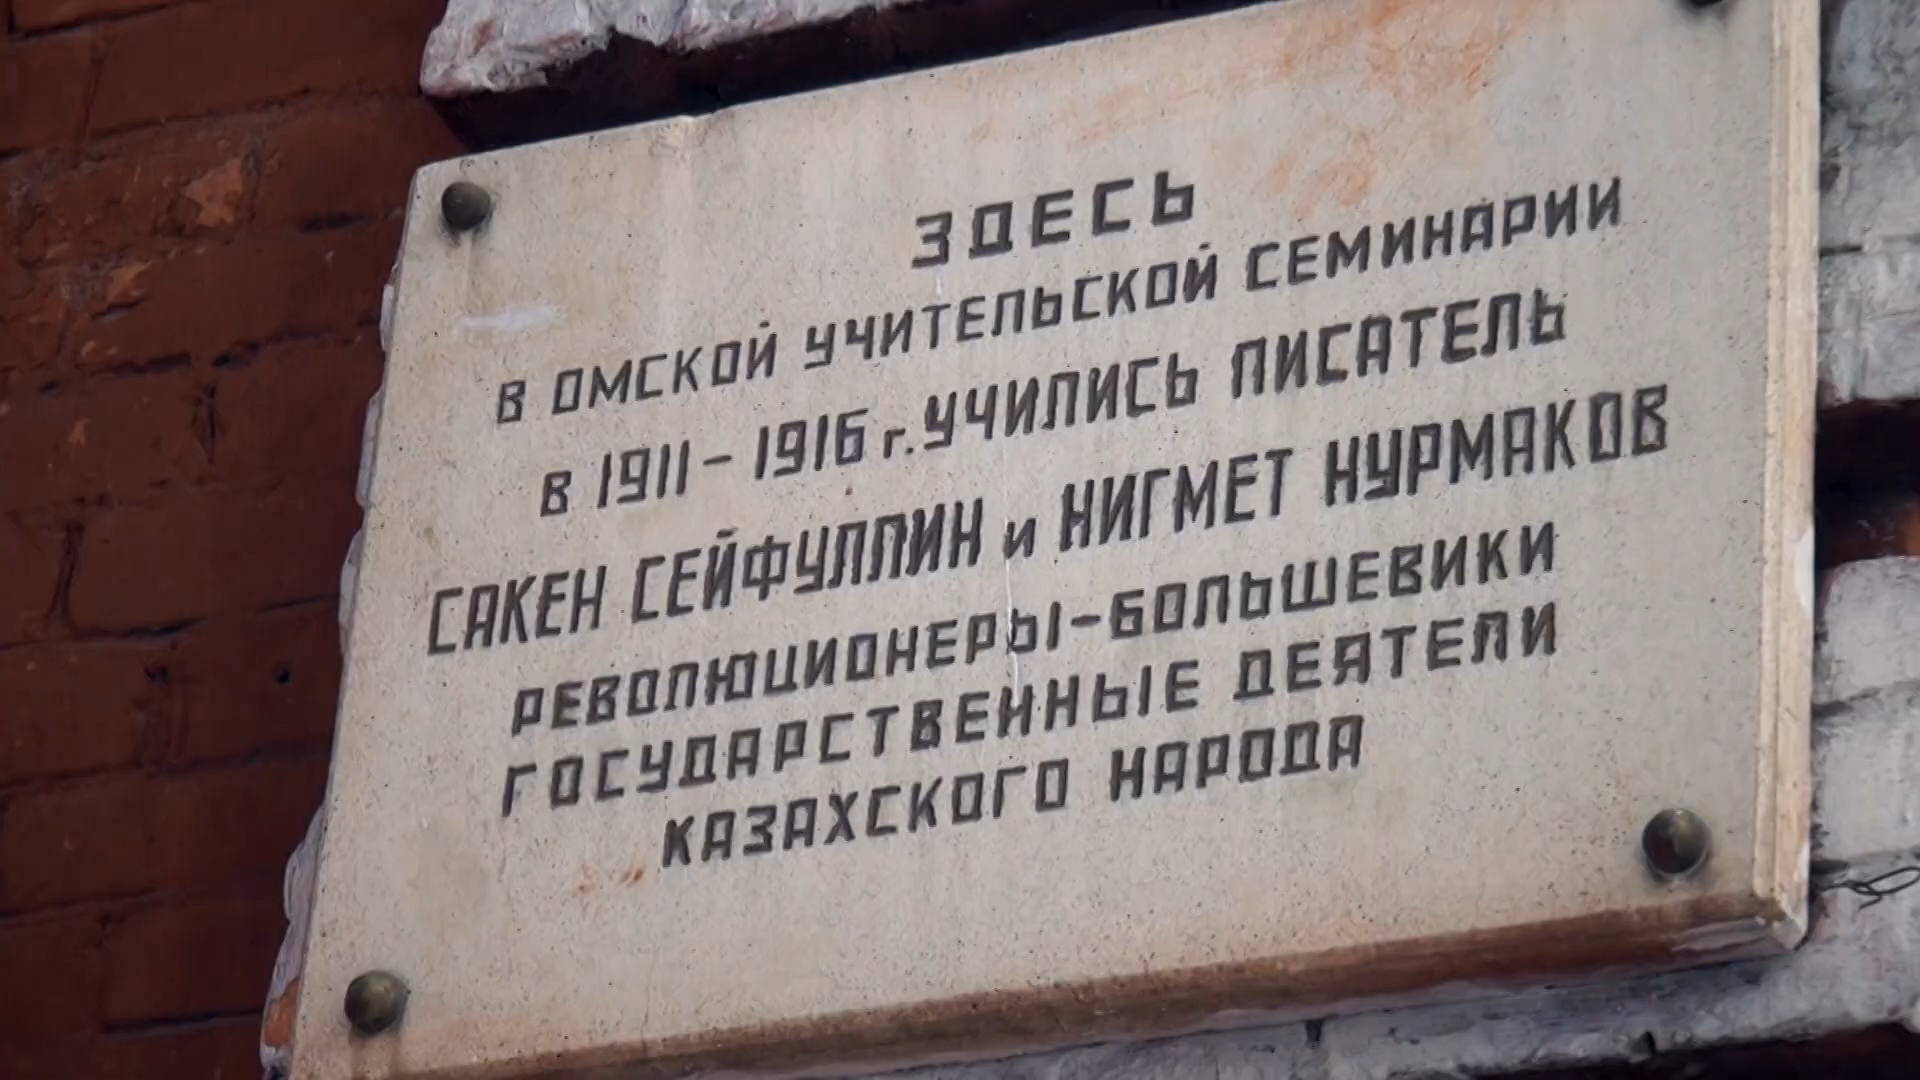 ЗДЕСЬ
В ОМСКОЙ УЧИТЕЛЬСКОЙ СЕМИНАРИИ
В 1911 – 1916 г. УЧИЛИСЬ ПИСАТЕЛЬ
САКЕН СЕЙФУЛЛИН и НИГМЕТ НУРМАКОВ
РЕВОЛЮЦИОНЕРЫ-БОЛЬШЕВИКИ
ГОСУДАРСТВЕННЫЕ ДЕЯТЕЛИ
КАЗАХСКОГО НАРОДА